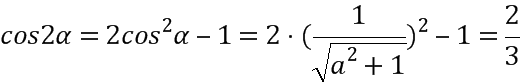 cos2α = 2cos²α − 1 = 2 · (1/√(a² + 1))² − 1 = 2/3